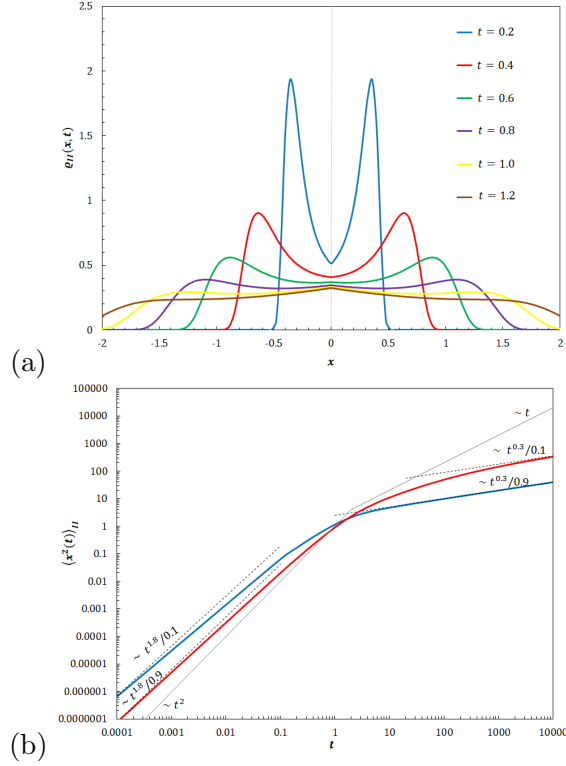 2.5
2
1.5
1
0.5
0
ϱII(x,t)
t = 0.2
t = 0.4
t = 0.6
t = 0.8
t = 1.0
t = 1.2
-2 -1.5 -1 -0.5 0 0.5 1 1.5 2
x
(a)
100000
10000
1000
100
10
1
0.1
0.01
0.001
0.0001
0.00001
0.000001
0.0000001
⟨x²(t)⟩II
~ t
~ t^0.3/0.1
~ t^0.3/0.9
~ t^1.8/0.1
~ t^1.8/0.9
~ t²
0.0001 0.001 0.01 0.1 1 10 100 1000 10000
t
(b)